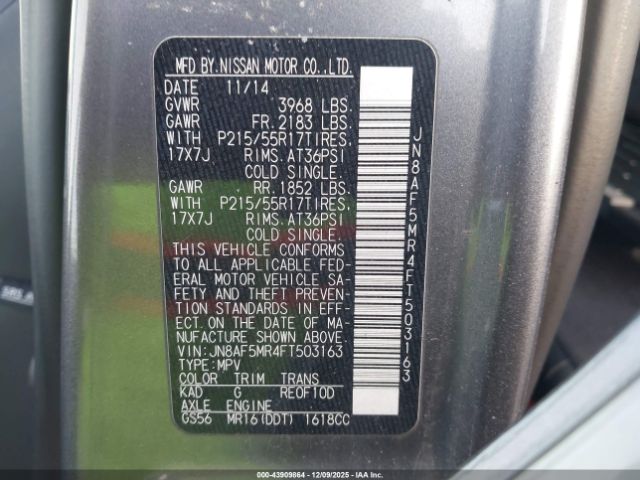 MFD BY.NISSAN MOTOR CO.,LTD.
DATE 11/14
GVWR 3968 LBS.
GAWR FR.2183 LBS.
WITH P215/55R17TIRES,
17X7J RIMS.AT36PSI
COLD SINGLE.
GAWR RR.1852 LBS.
WITH P215/55R17TIRES,
17X7J RIMS.AT36PSI
COLD SINGLE.
THIS VEHICLE CONFORMS
TO ALL APPLICABLE FED-
ERAL MOTOR VEHICLE SA-
FETY AND THEFT PREVEN-
TION STANDARDS IN EFF-
ECT.ON THE DATE OF MA-
NUFACTURE SHOWN ABOVE.
VIN:JN8AF5MR4FT503163
TYPE:MPV
COLOR TRIM TRANS
KAD G REOF10D
AXLE ENGINE
GS56 MR16(DDT) 1618CC
JN8AF5MR4FT503163
SRS
120-43909864 12/09/2025 IAA Inc.